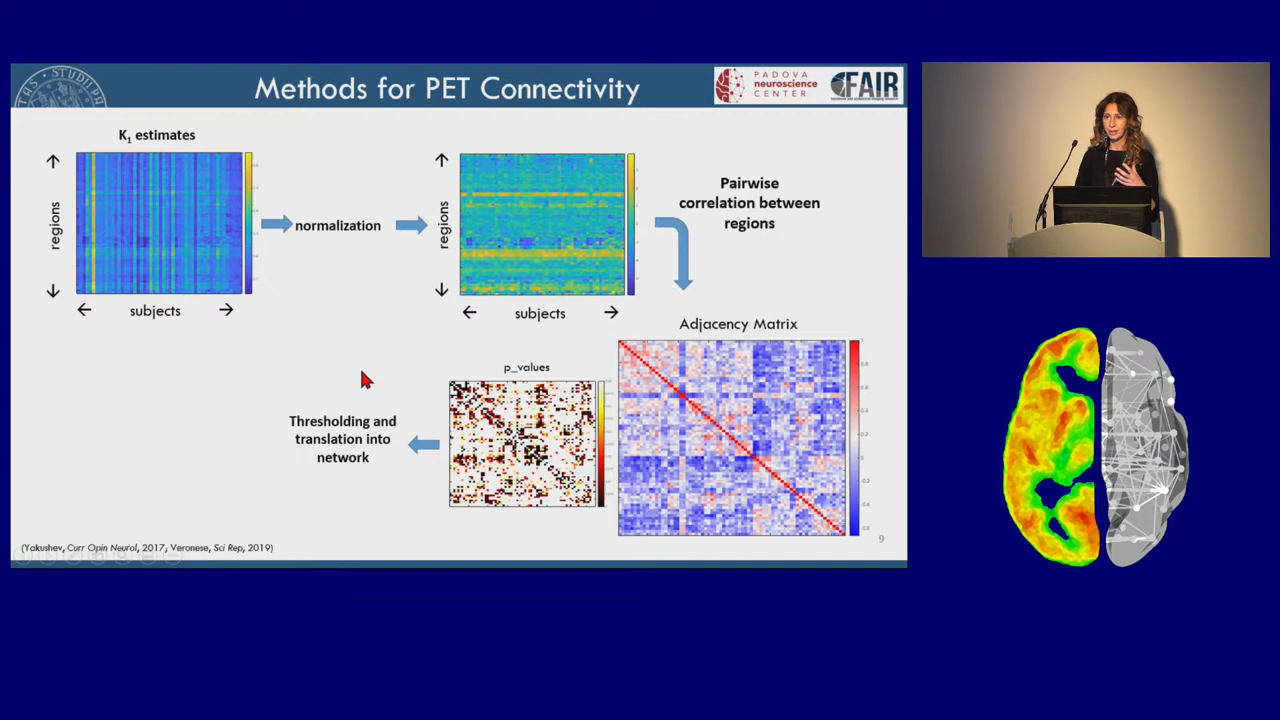 Methods for PET Connectivity
PADOVA
neuroscience
CENTER
FAIR
K1 estimates
regions
subjects
normalization
regions
subjects
Pairwise
correlation between
regions
Adjacency Matrix
p_values
Thresholding and
translation into
network
(Yakushev, Curr Opin Neurol, 2017, Veronese, Sci Rep, 2019)
9